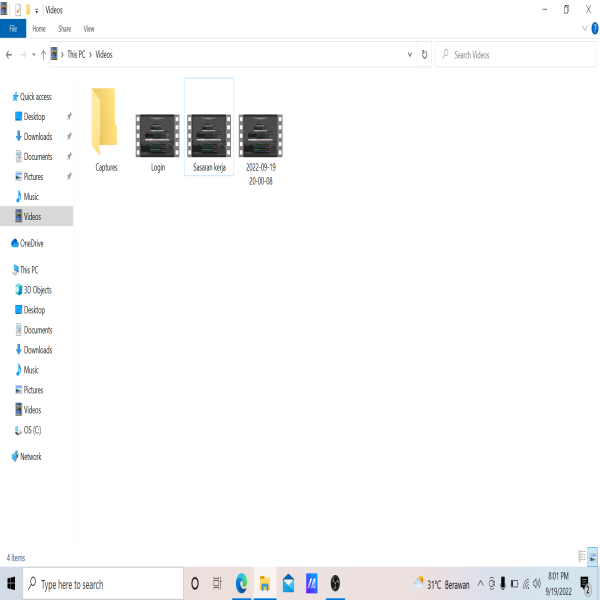 Videos
File Home Share View
This PC Videos
Search Videos
Quick access
Desktop
Downloads
Documents
Pictures
Music
Videos
OneDrive
This PC
3D Objects
Desktop
Documents
Downloads
Music
Pictures
Videos
OS (C:)
Network
Captures
Login
Sasaran kerja
2022-09-19
20-00-08
4 items
Type here to search
31°C Berawan
8:01 PM
9/19/2022
2